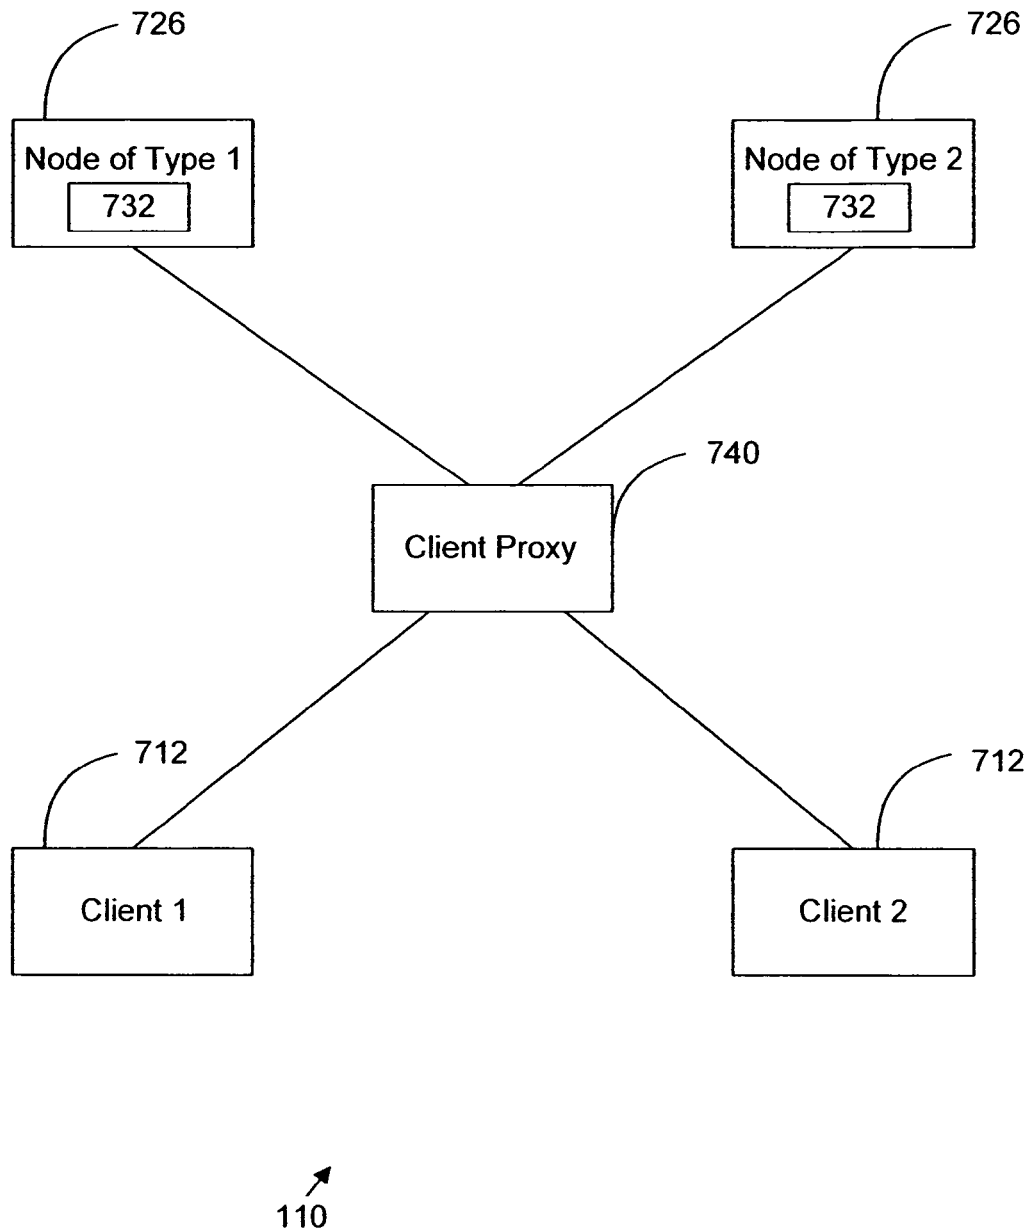 726
726
Node of Type 1
732
Node of Type 2
732
740
Client Proxy
712
712
Client 1
Client 2
110